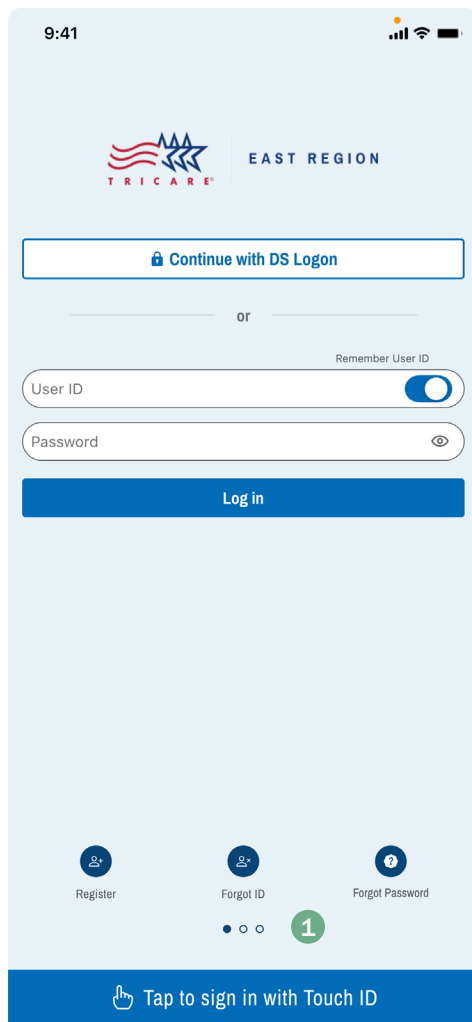 9:41
TRICARE®
EAST REGION
Continue with DS Logon
or
Remember User ID
User ID
Password
Log in
Register
Forgot ID
Forgot Password
1
Tap to sign in with Touch ID